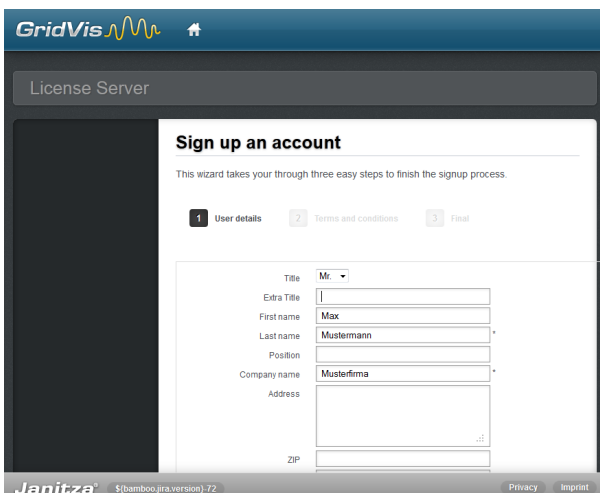 GridVis
License Server
Sign up an account
This wizard takes your through three easy steps to finish the signup process.
1 User details 2 Terms and conditions 3 Final
Title Mr.
Extra Title
First name Max
Last name Mustermann *
Position
Company name Musterfirma *
Address
ZIP
Janitza® ${bamboo.jira.version}-72 Privacy Imprint